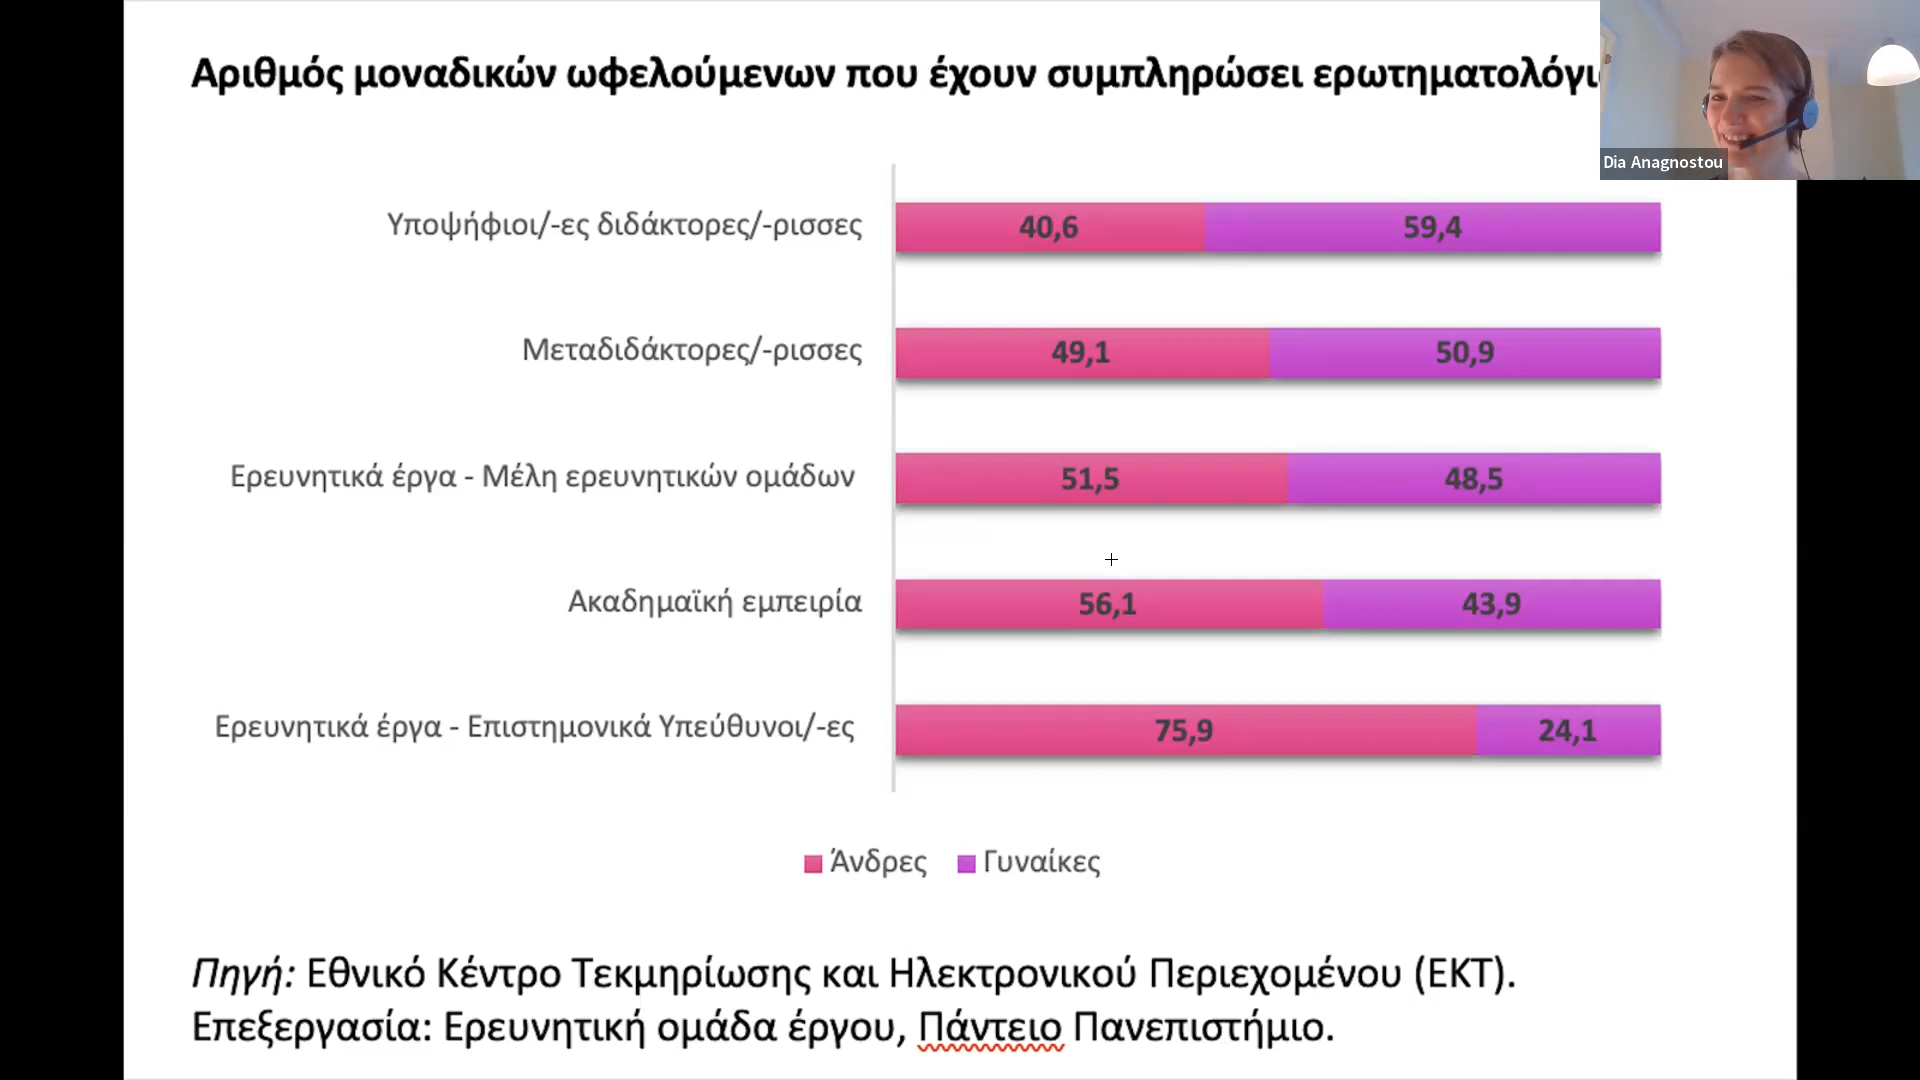 Αριθμός μοναδικών ωφελούμενων που έχουν συμπληρώσει
Dia Anagnostou
Υποψήφιοι/-ες διδάκτορες/-ρισσες 40,6 59,4
Μεταδιδάκτορες/-ρισσες 49,1 50,9
Ερευνητικά έργα - Μέλη ερευνητικών ομάδων 51,5 48,5
Ακαδημαϊκή εμπειρία 56,1 43,9
Ερευνητικά έργα - Επιστημονικά Υπεύθυνοι/-ες 75,9 24,1
Άνδρες Γυναίκες
Πηγή: Εθνικό Κέντρο Τεκμηρίωσης και Ηλεκτρονικού Περιεχομένου (ΕΚΤ).
Επεξεργασία: Ερευνητική ομάδα έργου, Πάντειο Πανεπιστήμιο.